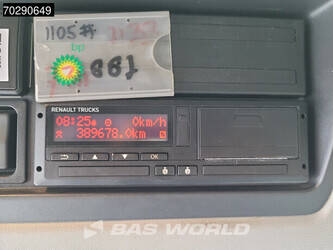 70290649
1105#
bp
RENAULT TRUCKS
08:25 0km/h
389678.0km
OK
BAS WORLD